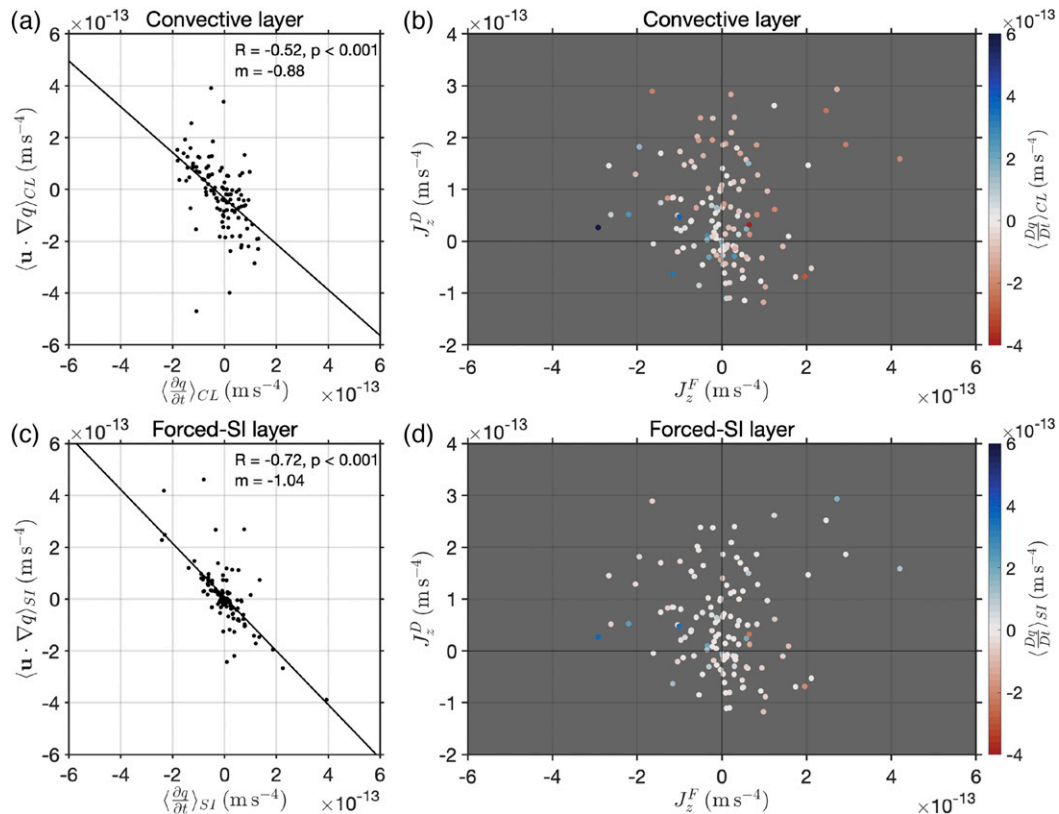 (a)
×10⁻¹³
Convective layer
R = -0.52, p < 0.001
m = -0.88
6
4
2
0
-2
-4
-6
⟨u · ∇q⟩_CL (m s⁻⁴)
-6 -4 -2 0 2 4 6
⟨∂q/∂t⟩_CL (m s⁻⁴)
×10⁻¹³
(b)
×10⁻¹³
Convective layer
4
3
2
1
0
-1
-2
J_z^D (m s⁻⁴)
-6 -4 -2 0 2 4 6
J_z^F (m s⁻⁴)
×10⁻¹³
×10⁻¹³
6
4
2
0
-2
-4
⟨Dq/Dt⟩_CL (m s⁻⁴)
(c)
×10⁻¹³
Forced-SI layer
R = -0.72, p < 0.001
m = -1.04
6
4
2
0
-2
-4
-6
⟨u · ∇q⟩_SI (m s⁻⁴)
-6 -4 -2 0 2 4 6
⟨∂q/∂t⟩_SI (m s⁻⁴)
×10⁻¹³
(d)
×10⁻¹³
Forced-SI layer
4
3
2
1
0
-1
-2
J_z^D (m s⁻⁴)
-6 -4 -2 0 2 4 6
J_z^F (m s⁻⁴)
×10⁻¹³
×10⁻¹³
6
4
2
0
-2
-4
⟨Dq/Dt⟩_SI (m s⁻⁴)